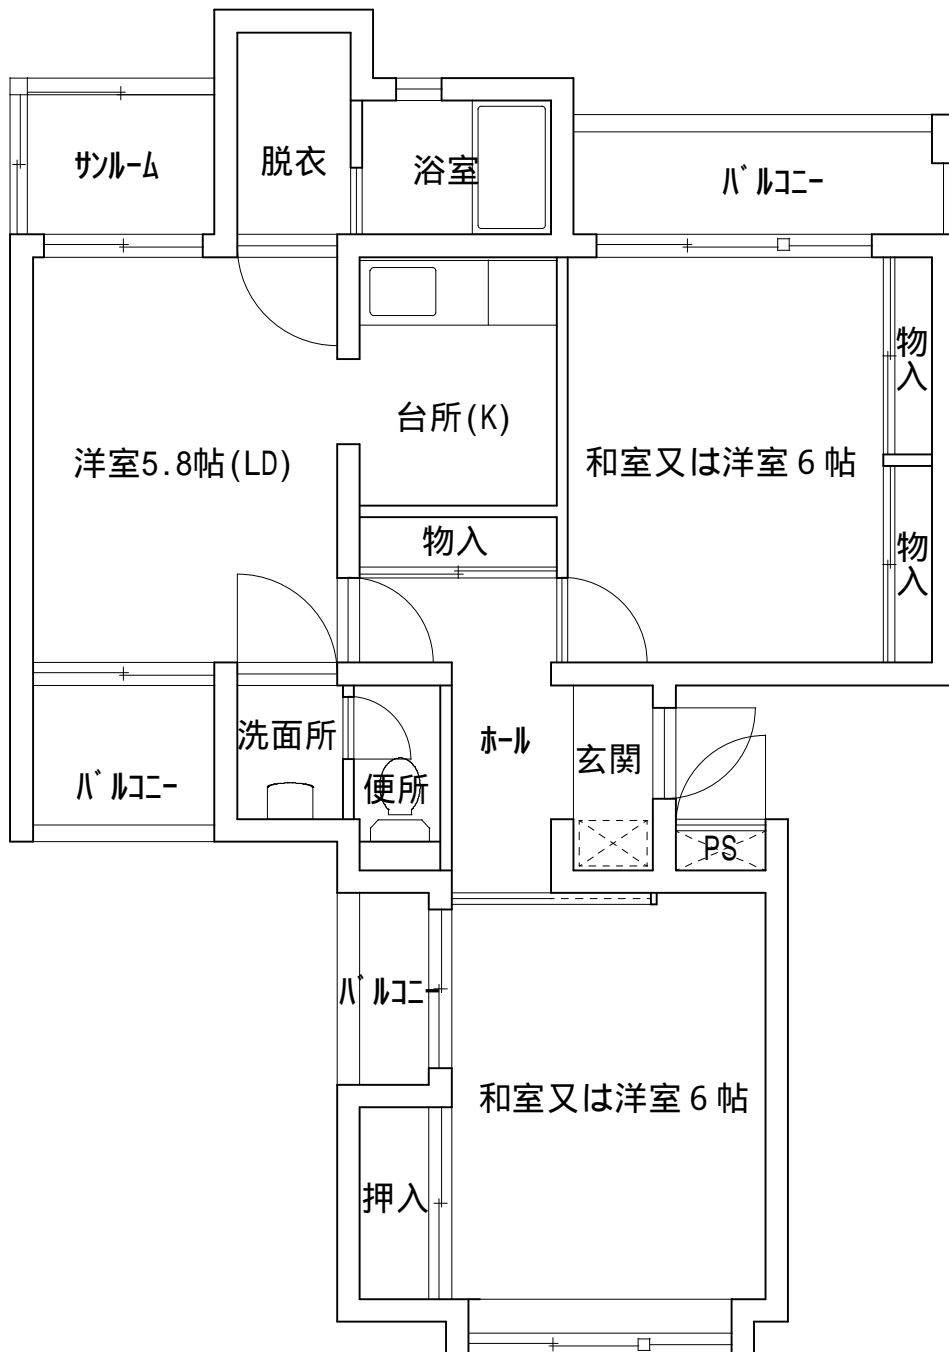 サンルーム
脱衣
浴室
バルコニー
洋室5.8帖(LD)
台所(K)
和室又は洋室6帖
物入
物入
物入
バルコニー
洗面所
便所
ホール
玄関
PS
バルコニー
和室又は洋室6帖
押入